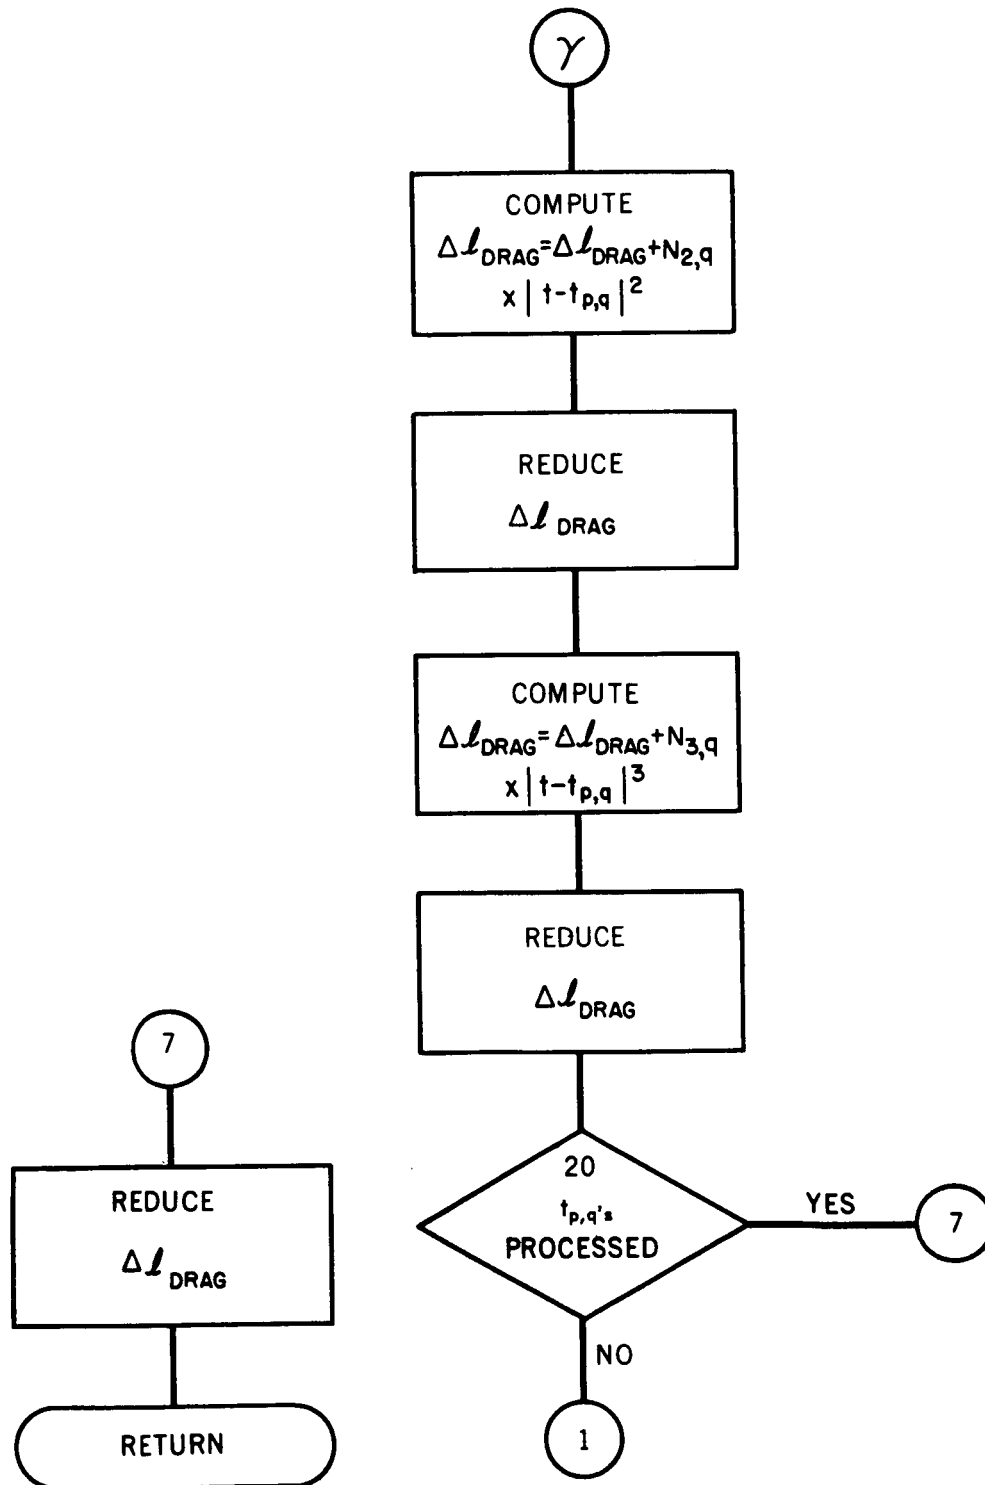 γ
COMPUTE
Δℓ_DRAG=Δℓ_DRAG+N_2,q
x|t-t_p,q|^2
REDUCE
Δℓ_DRAG
COMPUTE
Δℓ_DRAG=Δℓ_DRAG+N_3,q
x|t-t_p,q|^3
REDUCE
Δℓ_DRAG
20
t_p,q's
PROCESSED
YES
7
NO
1
7
REDUCE
Δℓ_DRAG
RETURN